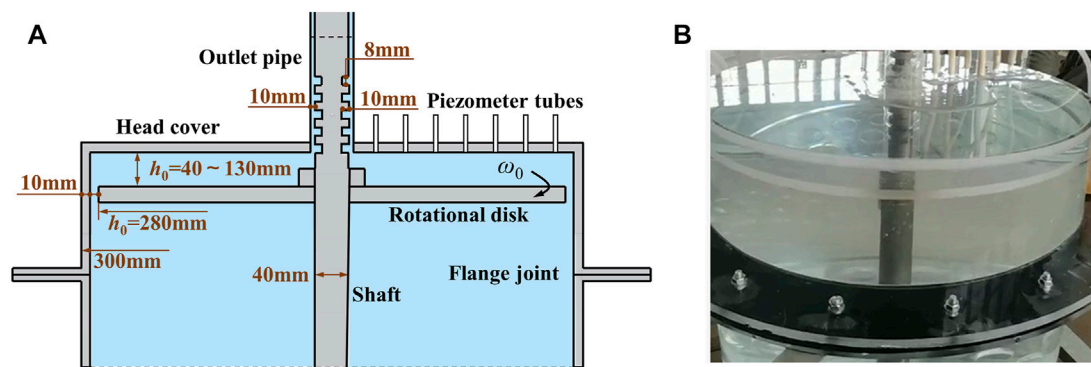 A
B
Outlet pipe
8mm
10mm
10mm
Piezometer tubes
Head cover
h₀=40～130mm
10mm
ω₀
h₀=280mm
Rotational disk
300mm
40mm
Flange joint
Shaft